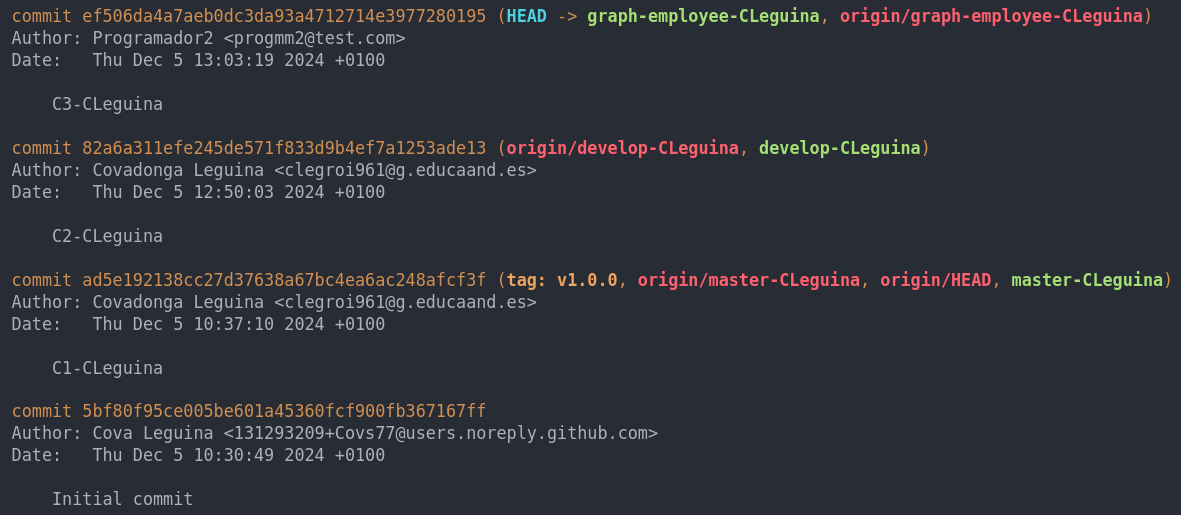 commit ef506da4a7aeb0dc3da93a4712714e3977280195 (HEAD -> graph-employee-CLeguina, origin/graph-employee-CLeguina)
Author: Programador2 <progmm2@test.com>
Date:   Thu Dec 5 13:03:19 2024 +0100
C3-CLeguina
commit 82a6a311efe245de571f833d9b4ef7a1253ade13 (origin/develop-CLeguina, develop-CLeguina)
Author: Covadonga Leguina <clegroi961@g.educaand.es>
Date:   Thu Dec 5 12:50:03 2024 +0100
C2-CLeguina
commit ad5e192138cc27d37638a67bc4ea6ac248afcf3f (tag: v1.0.0, origin/master-CLeguina, origin/HEAD, master-CLeguina)
Author: Covadonga Leguina <clegroi961@g.educaand.es>
Date:   Thu Dec 5 10:37:10 2024 +0100
C1-CLeguina
commit 5bf80f95ce005be601a45360fcf900fb367167ff
Author: Cova Leguina <131293209+Covs77@users.noreply.github.com>
Date:   Thu Dec 5 10:30:49 2024 +0100
Initial commit